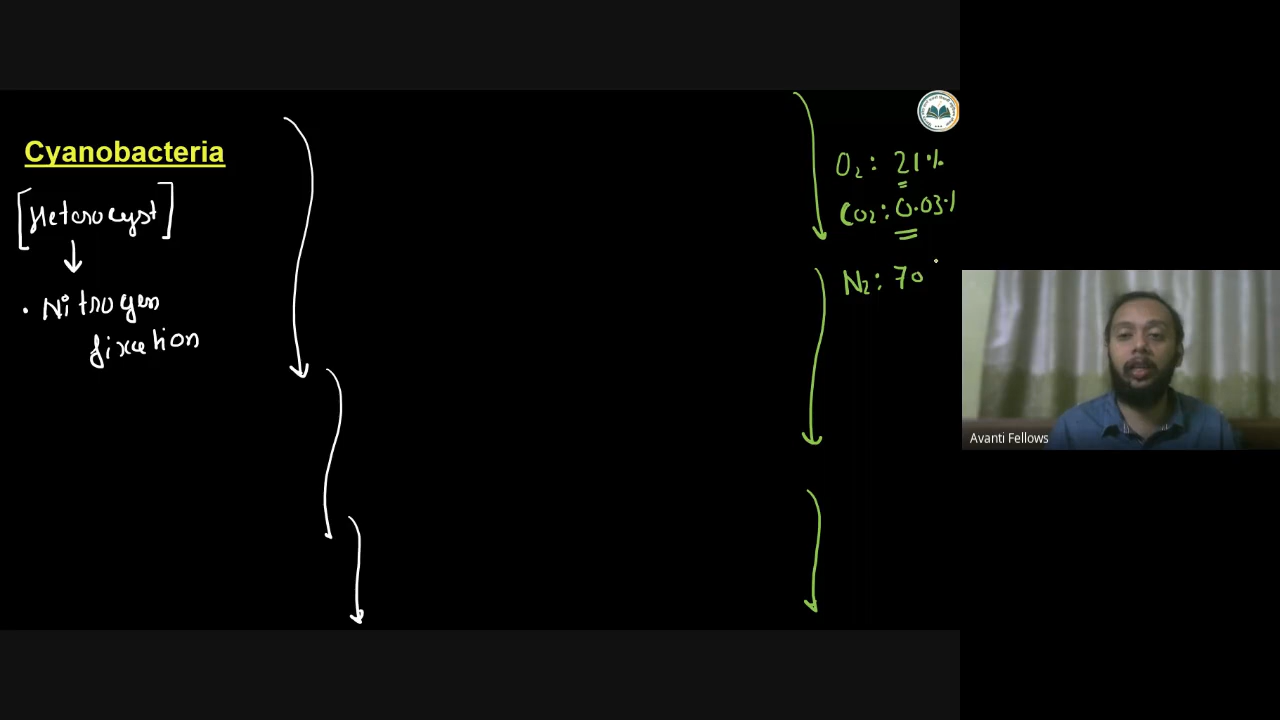 Cyanobacteria
[Heterocyst]
• Nitrogen
fixation
O₂: 21%
CO₂: 0.03%
N₂: 70
Avanti Fellows